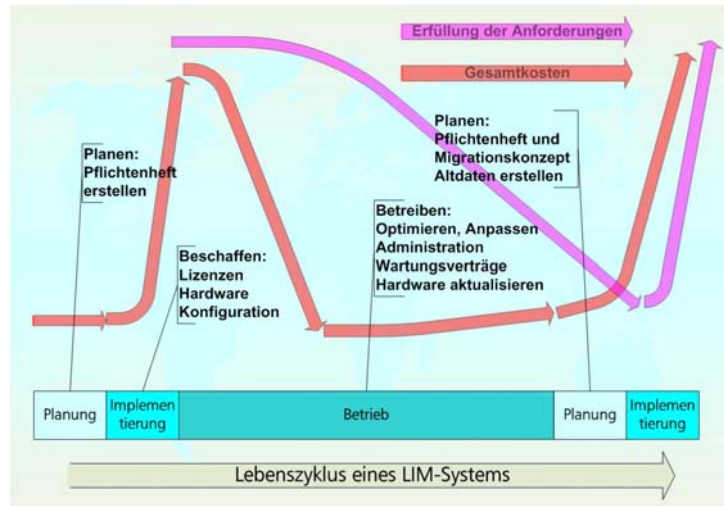 Erfüllung der Anforderungen
Gesamtkosten
Planen:
Pflichtenheft
erstellen
Beschaffen:
Lizenzen
Hardware
Konfiguration
Betreiben:
Optimieren, Anpassen
Administration
Wartungsverträge
Hardware aktualisieren
Planen:
Pflichtenheft und
Migrationskonzept
Altdaten erstellen
Planung
Implemen
tierung
Betrieb
Planung
Implemen
tierung
Lebenszyklus eines LIM-Systems